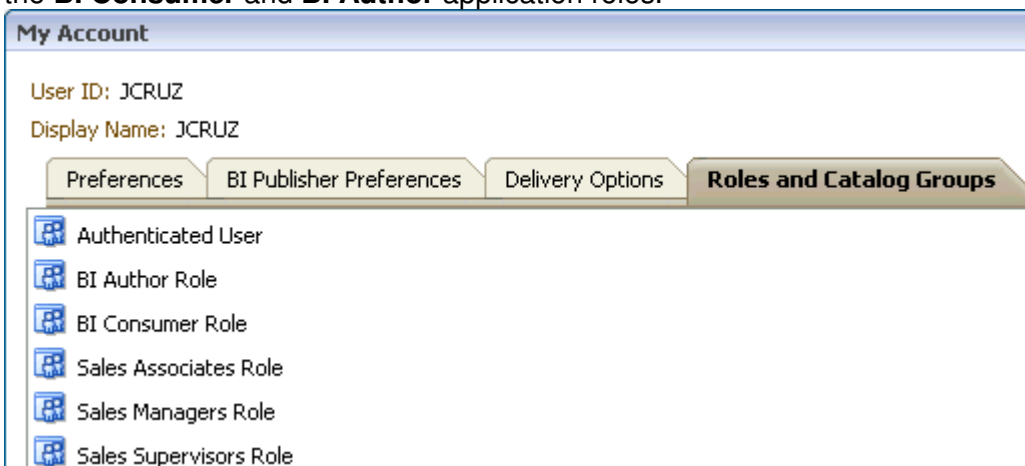 the BI Consumer and BI Author application roles.
My Account
User ID: JCRUZ
Display Name: JCRUZ
Preferences BI Publisher Preferences Delivery Options Roles and Catalog Groups
Authenticated User
BI Author Role
BI Consumer Role
Sales Associates Role
Sales Managers Role
Sales Supervisors Role